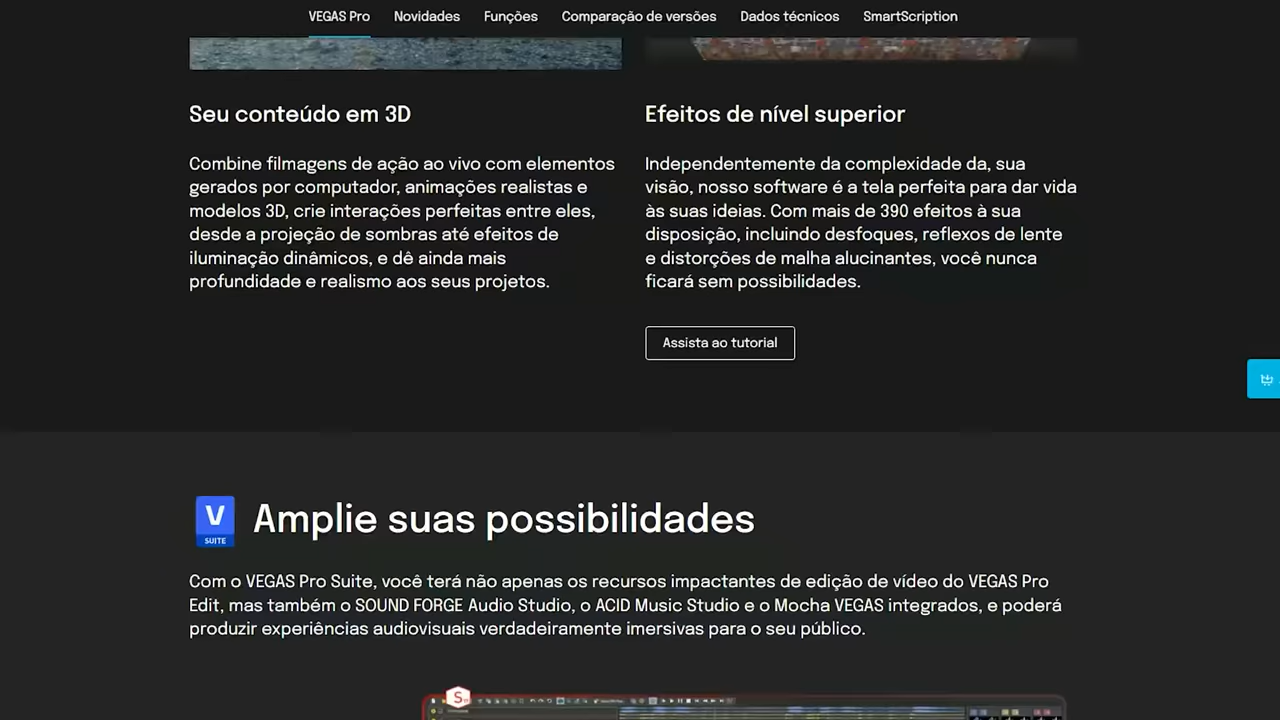 VEGAS Pro Novidades Funções Comparação de versões Dados técnicos SmartScription
Seu conteúdo em 3D
Combine filmagens de ação ao vivo com elementos
gerados por computador, animações realistas e
modelos 3D, crie interações perfeitas entre eles,
desde a projeção de sombras até efeitos de
iluminação dinâmicos, e dê ainda mais
profundidade e realismo aos seus projetos.
Efeitos de nível superior
Independentemente da complexidade da, sua
visão, nosso software é a tela perfeita para dar vida
às suas ideias. Com mais de 390 efeitos à sua
disposição, incluindo desfoques, reflexos de lente
e distorções de malha alucinantes, você nunca
ficará sem possibilidades.
Assista ao tutorial
V
SUITE
Amplie suas possibilidades
Com o VEGAS Pro Suite, você terá não apenas os recursos impactantes de edição de vídeo do VEGAS Pro
Edit, mas também o SOUND FORGE Audio Studio, o ACID Music Studio e o Mocha VEGAS integrados, e poderá
produzir experiências audiovisuais verdadeiramente imersivas para o seu público.